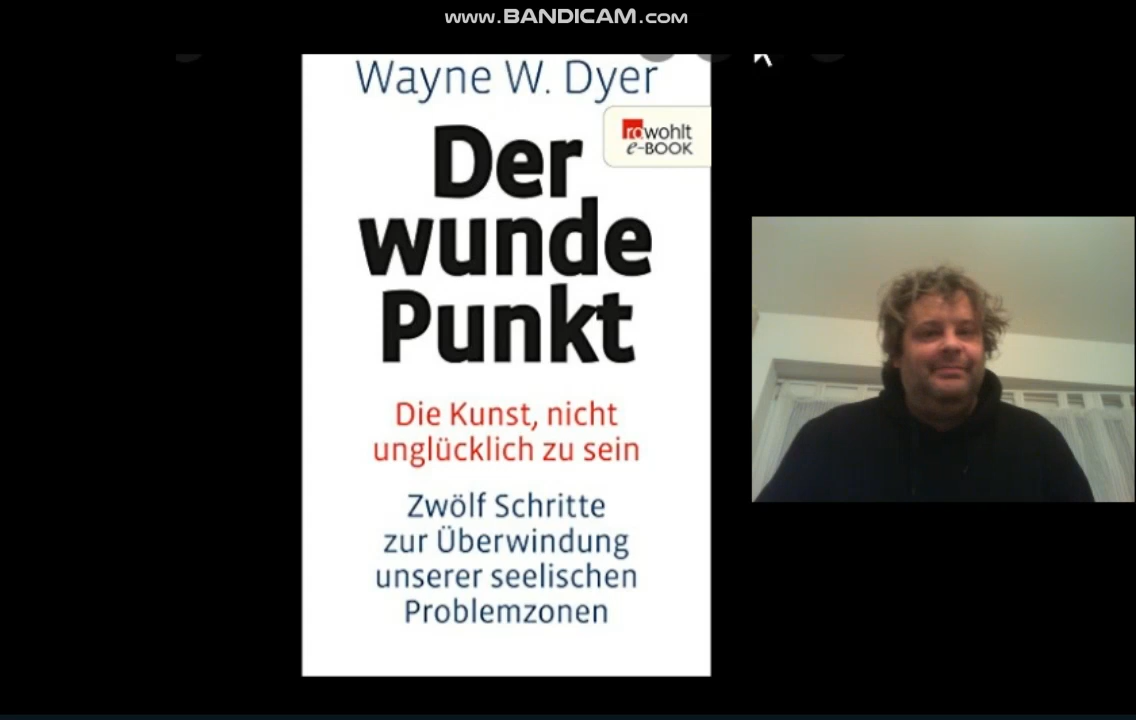 www.BANDICAM.com
Wayne W. Dyer
rowohlt
e-BOOK
Der
wunde
Punkt
Die Kunst, nicht
unglücklich zu sein
Zwölf Schritte
zur Überwindung
unserer seelischen
Problemzonen